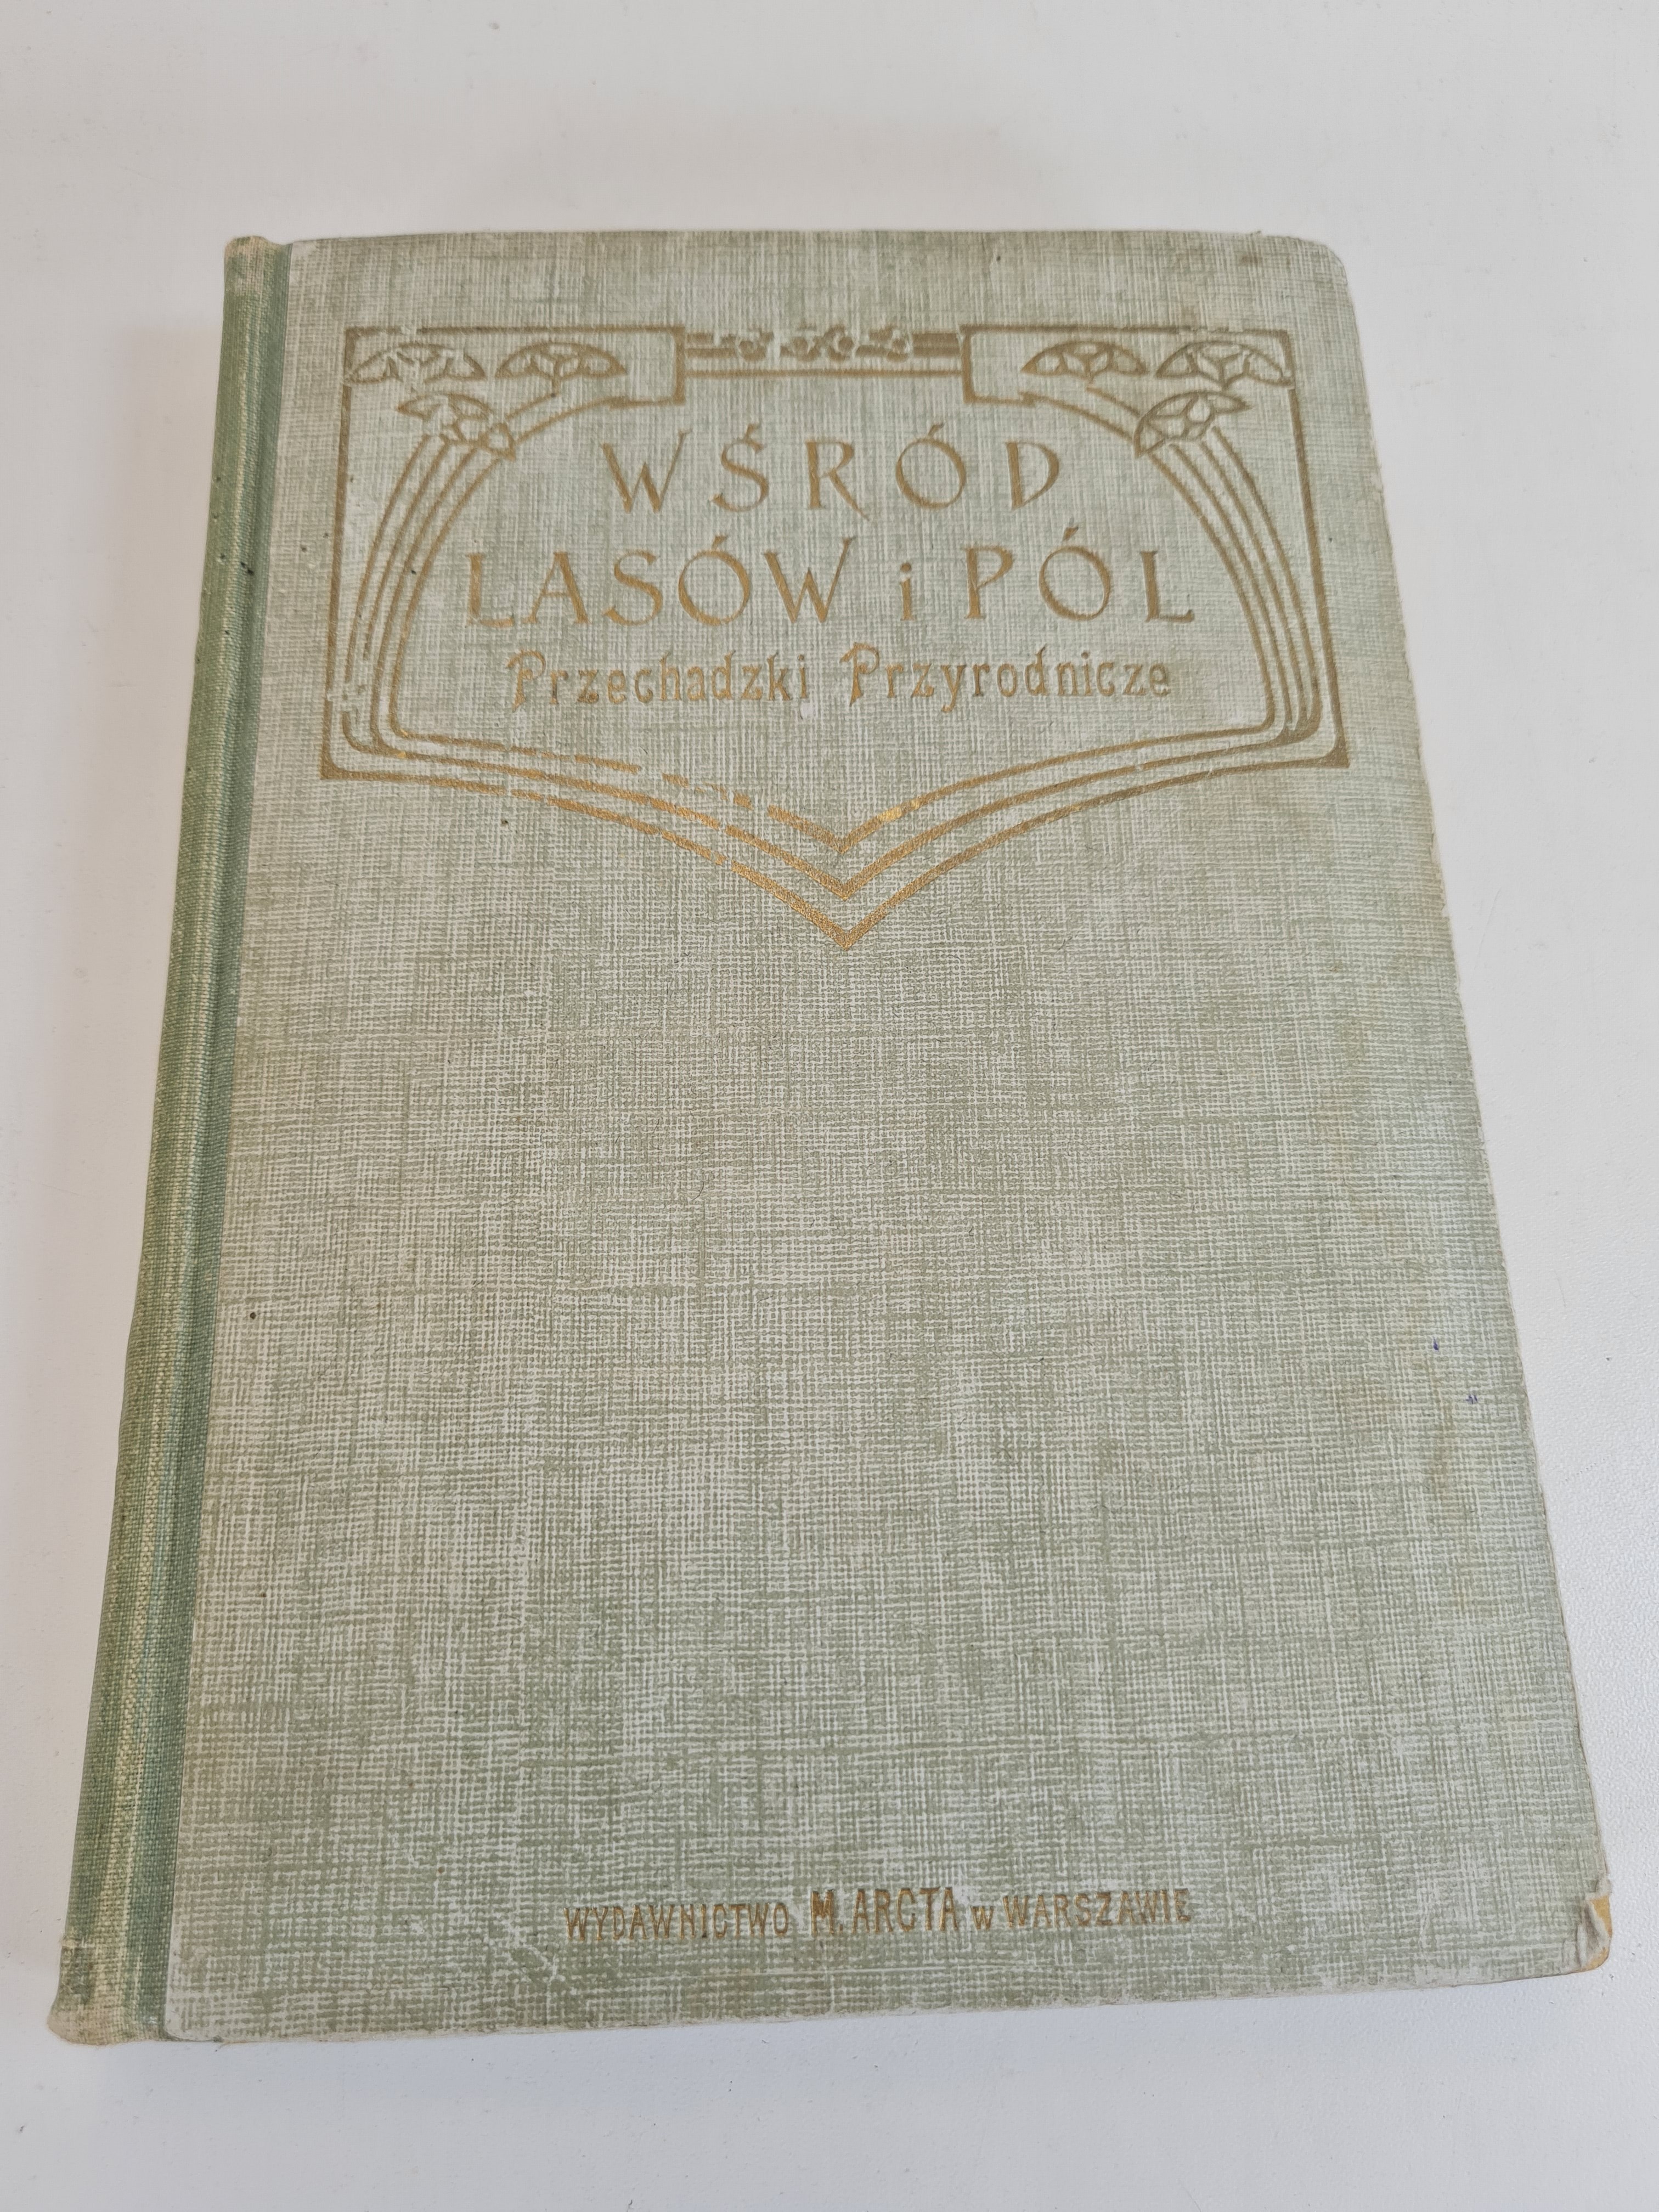 WŚRÓD
LASÓW i PÓL
Przechadzki Przyrodnicze
WYDAWNICTWO M. ARCTA w WARSZAWIE